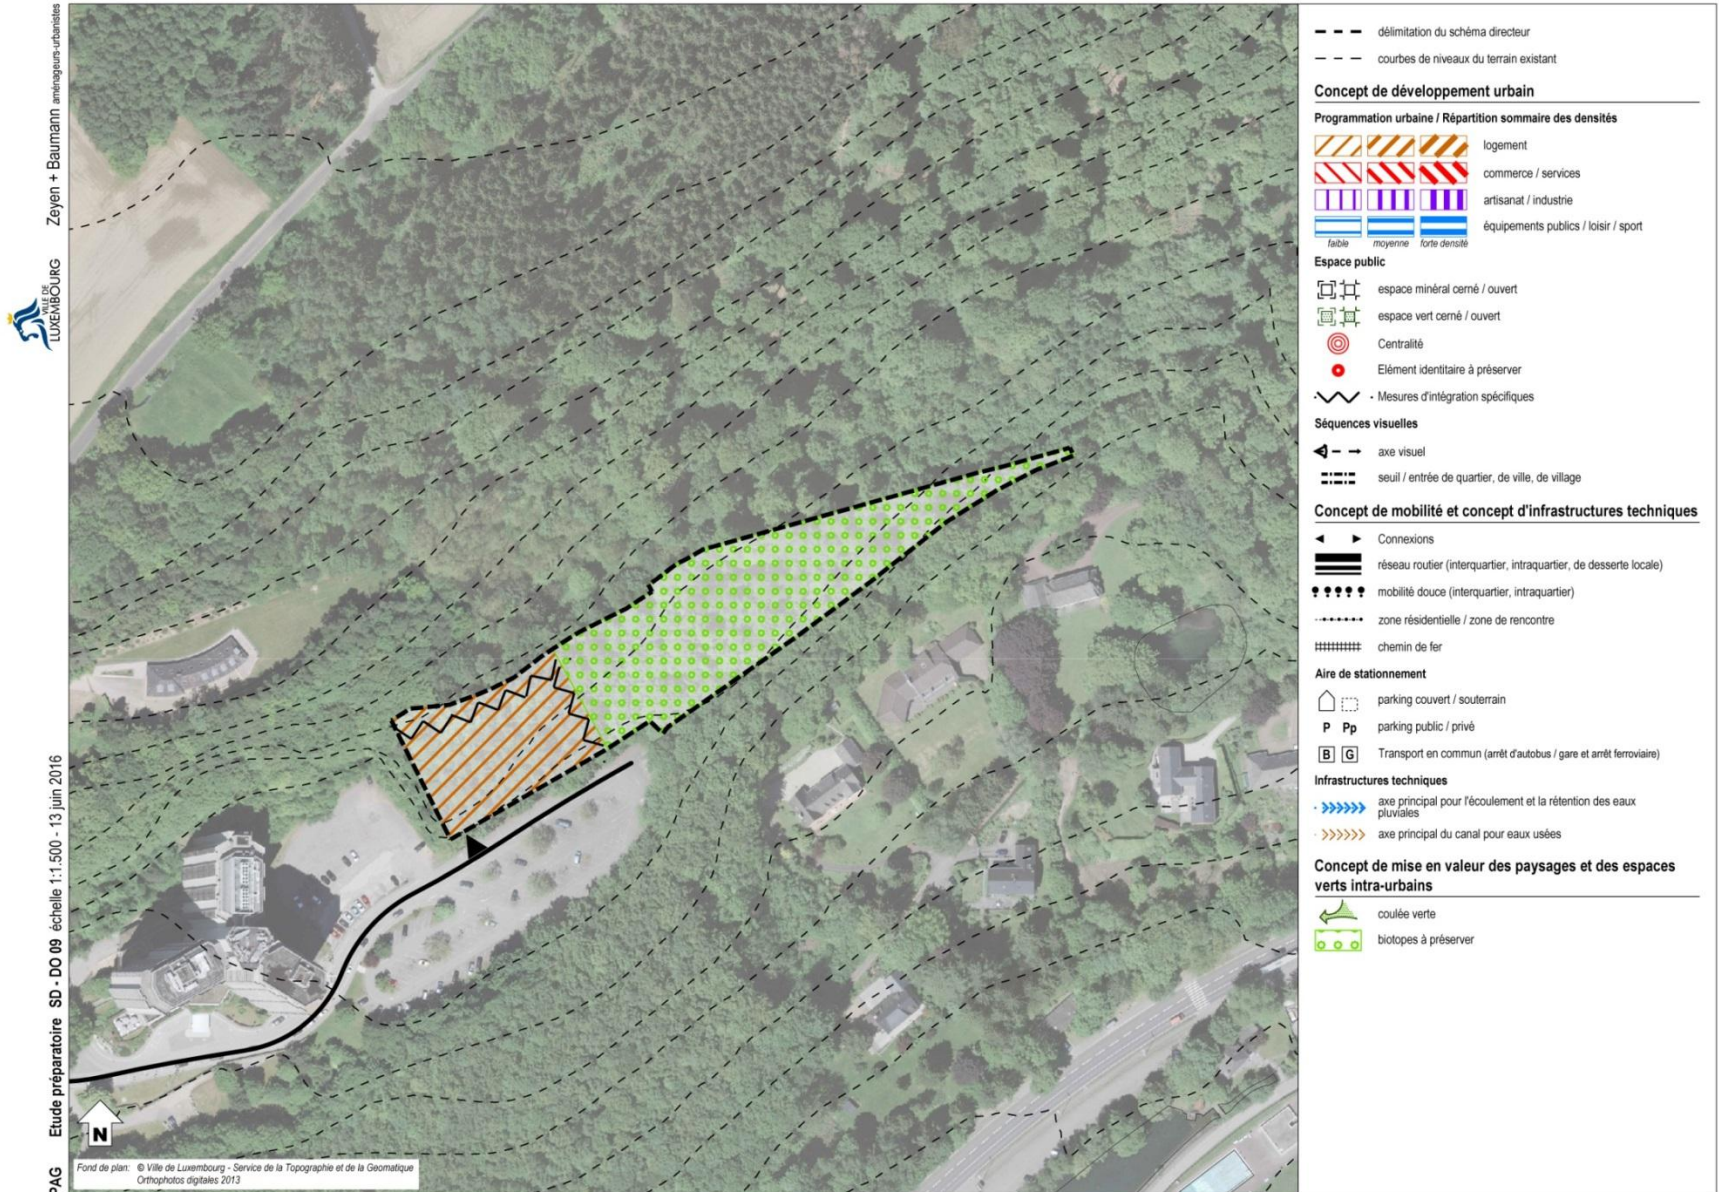 Zeyen + Baumann aménageurs-urbanistes
VILLE DE
LUXEMBOURG
PAG Etude préparatoire SD - DO 09 échelle 1:1.500 - 13 juin 2016
N
Fond de plan: © Ville de Luxembourg - Service de la Topographie et de la Geomatique
Orthophotos digitales 2013
délimitation du schéma directeur
courbes de niveaux du terrain existant
Concept de développement urbain
Programmation urbaine / Répartition sommaire des densités
logement
commerce / services
artisanat / industrie
équipements publics / loisir / sport
faible moyenne forte densité
Espace public
espace minéral cerné / ouvert
espace vert cerné / ouvert
Centralité
Elément identitaire à préserver
Mesures d'intégration spécifiques
Séquences visuelles
axe visuel
seuil / entrée de quartier, de ville, de village
Concept de mobilité et concept d'infrastructures techniques
Connexions
réseau routier (interquartier, intraquartier, de desserte locale)
mobilité douce (interquartier, intraquartier)
zone résidentielle / zone de rencontre
chemin de fer
Aire de stationnement
parking couvert / souterrain
P Pp parking public / privé
B G Transport en commun (arrêt d'autobus / gare et arrêt ferroviaire)
Infrastructures techniques
axe principal pour l'écoulement et la rétention des eaux
pluviales
axe principal du canal pour eaux usées
Concept de mise en valeur des paysages et des espaces
verts intra-urbains
coulée verte
biotopes à préserver